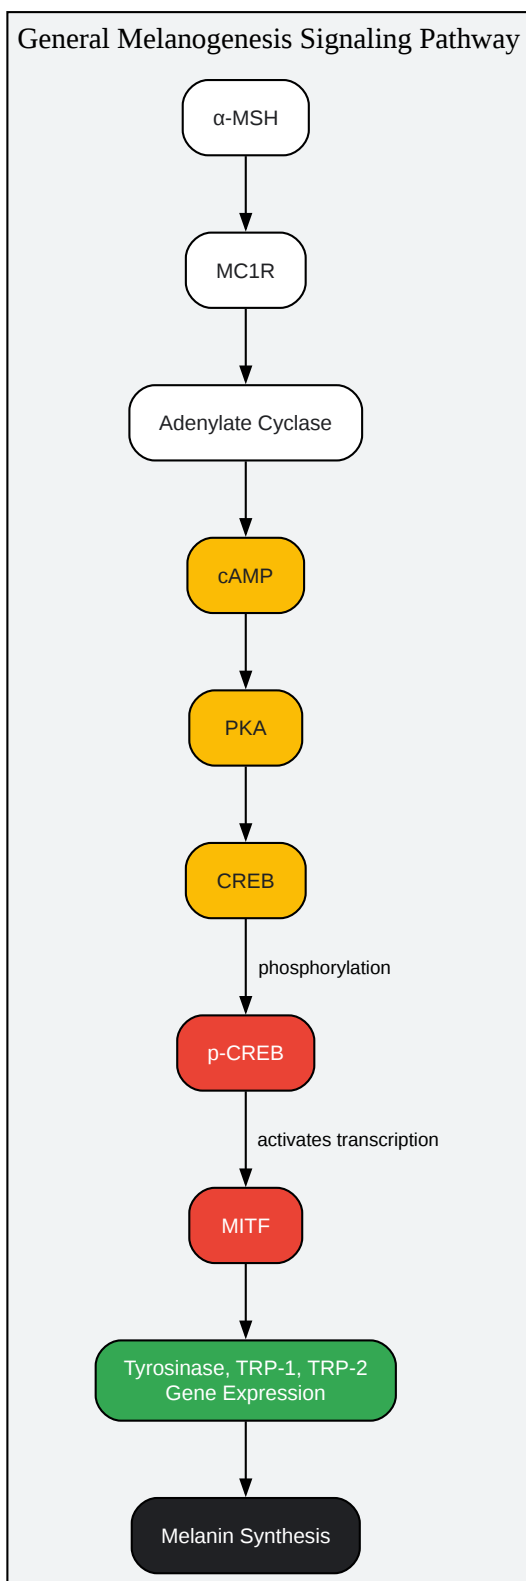 General Melanogenesis Signaling Pathway
α-MSH
MC1R
Adenylate Cyclase
cAMP
PKA
CREB
phosphorylation
p-CREB
activates transcription
MITF
Tyrosinase, TRP-1, TRP-2
Gene Expression
Melanin Synthesis